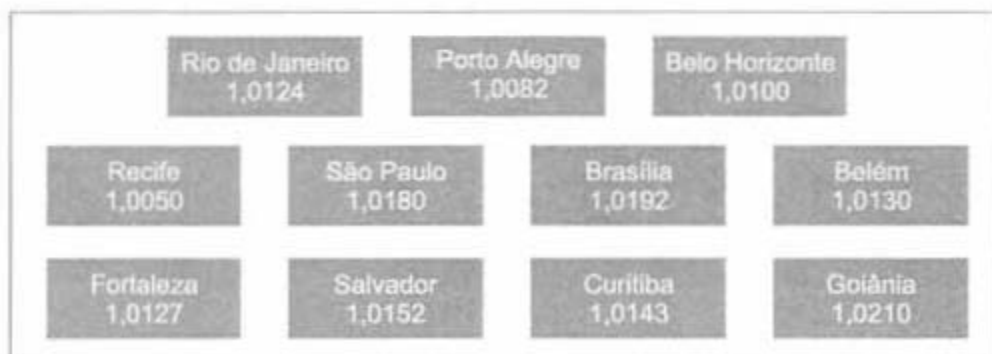 Rio de Janeiro
1,0124
Porto Alegre
1,0082
Belo Horizonte
1,0100
Recife
1,0050
São Paulo
1,0180
Brasília
1,0192
Belém
1,0130
Fortaleza
1,0127
Salvador
1,0152
Curitiba
1,0143
Goiânia
1,0210